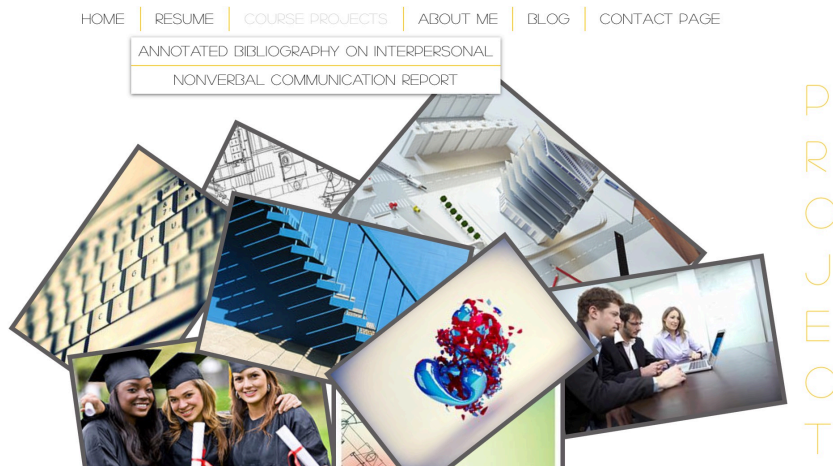 HOME
RESUME
COURSE PROJECTS
ABOUT ME
BLOG
CONTACT PAGE
ANNOTATED BIBLIOGRAPHY ON INTERPERSONAL
NONVERBAL COMMUNICATION REPORT
P
R
O
J
E
C
T